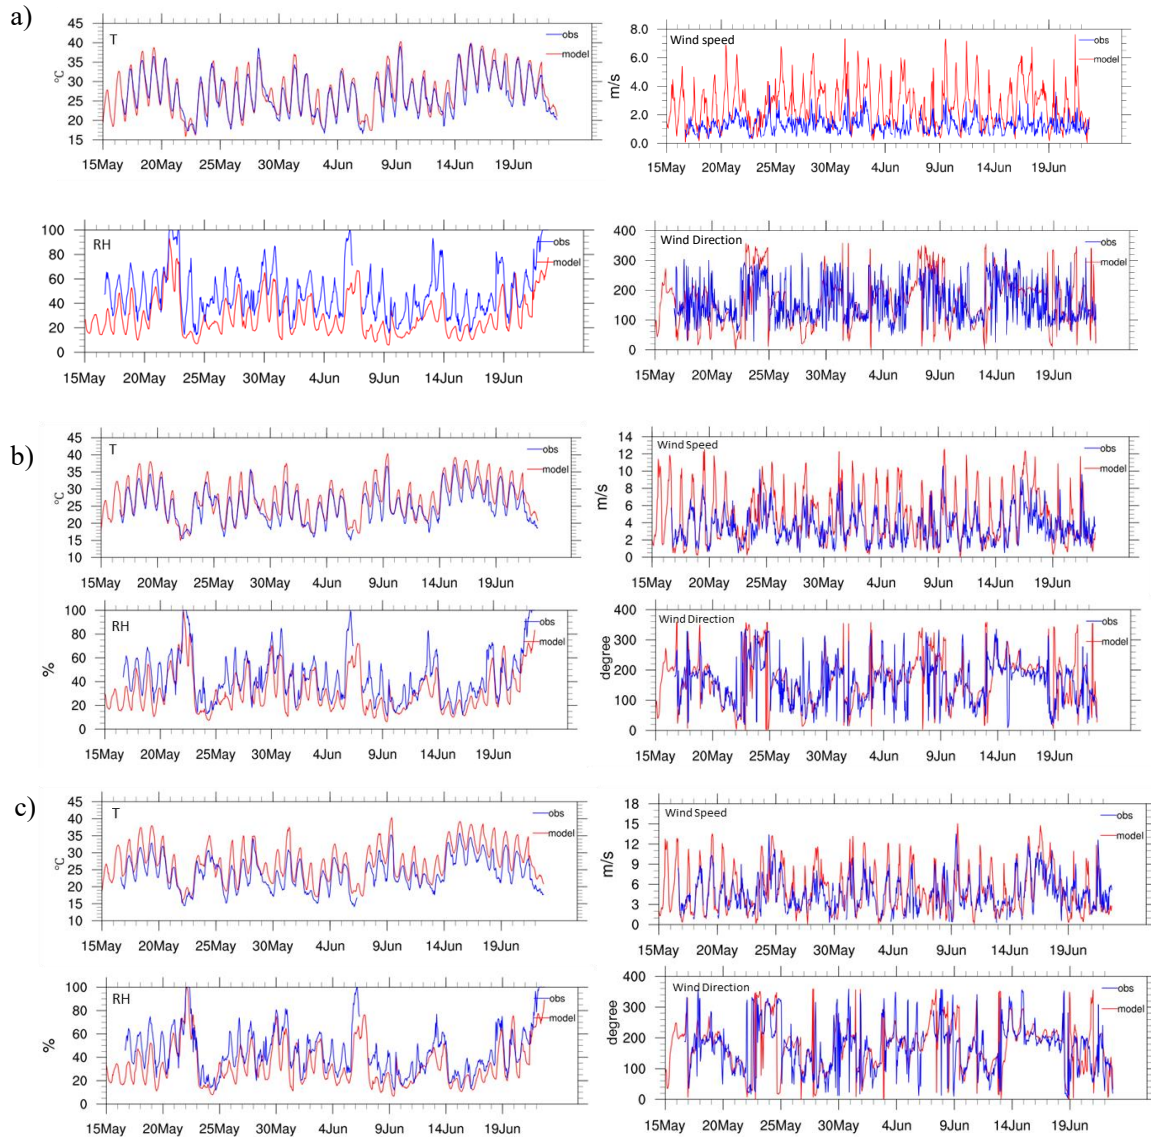 a)
T
°C
45
40
35
30
25
20
15
obs
model
15May 20May 25May 30May 4Jun 9Jun 14Jun 19Jun
Wind speed
m/s
8.0
6.0
4.0
2.0
0.0
obs
model
15May 20May 25May 30May 4Jun 9Jun 14Jun 19Jun
RH
100
80
60
40
20
0
obs
model
15May 20May 25May 30May 4Jun 9Jun 14Jun 19Jun
Wind Direction
400
300
200
100
0
obs
model
15May 20May 25May 30May 4Jun 9Jun 14Jun 19Jun
b)
T
°C
45
40
35
30
25
20
15
10
obs
model
15May 20May 25May 30May 4Jun 9Jun 14Jun 19Jun
Wind Speed
m/s
14
12
10
8
6
4
2
0
obs
model
15May 20May 25May 30May 4Jun 9Jun 14Jun 19Jun
RH
%
100
80
60
40
20
0
obs
model
15May 20May 25May 30May 4Jun 9Jun 14Jun 19Jun
Wind Direction
degree
400
300
200
100
0
obs
model
15May 20May 25May 30May 4Jun 9Jun 14Jun 19Jun
c)
T
°C
45
40
35
30
25
20
15
10
obs
model
15May 20May 25May 30May 4Jun 9Jun 14Jun 19Jun
Wind Speed
m/s
18
15
12
9
6
3
0
obs
model
15May 20May 25May 30May 4Jun 9Jun 14Jun 19Jun
RH
%
100
80
60
40
20
0
obs
model
15May 20May 25May 30May 4Jun 9Jun 14Jun 19Jun
Wind Direction
degree
400
300
200
100
0
obs
model
15May 20May 25May 30May 4Jun 9Jun 14Jun 19Jun